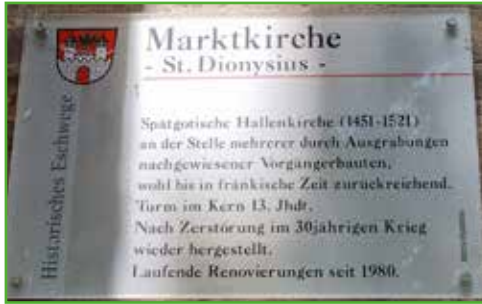 Marktkirche
- St. Dionysius -
Spätgotische Hallenkirche (1451-1521)
an der Stelle mehrerer durch Ausgrabungen
nachgewiesener Vorgängerbauten,
wohl bis in fränkische Zeit zurückreichend.
Turm im Kern 13. Jhdt.
Nach Zerstörung im 30jährigen Krieg
wieder hergestellt.
Laufende Renovierungen seit 1980.
Historisches Eschwege